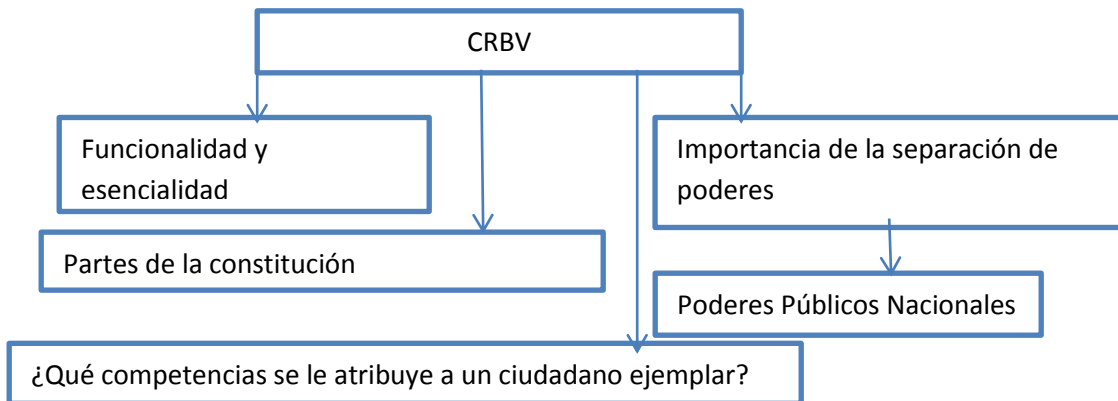 CRBV
Funcionalidad y
esencialidad
Importancia de la separación de
poderes
Partes de la constitución
Poderes Públicos Nacionales
¿Qué competencias se le atribuye a un ciudadano ejemplar?